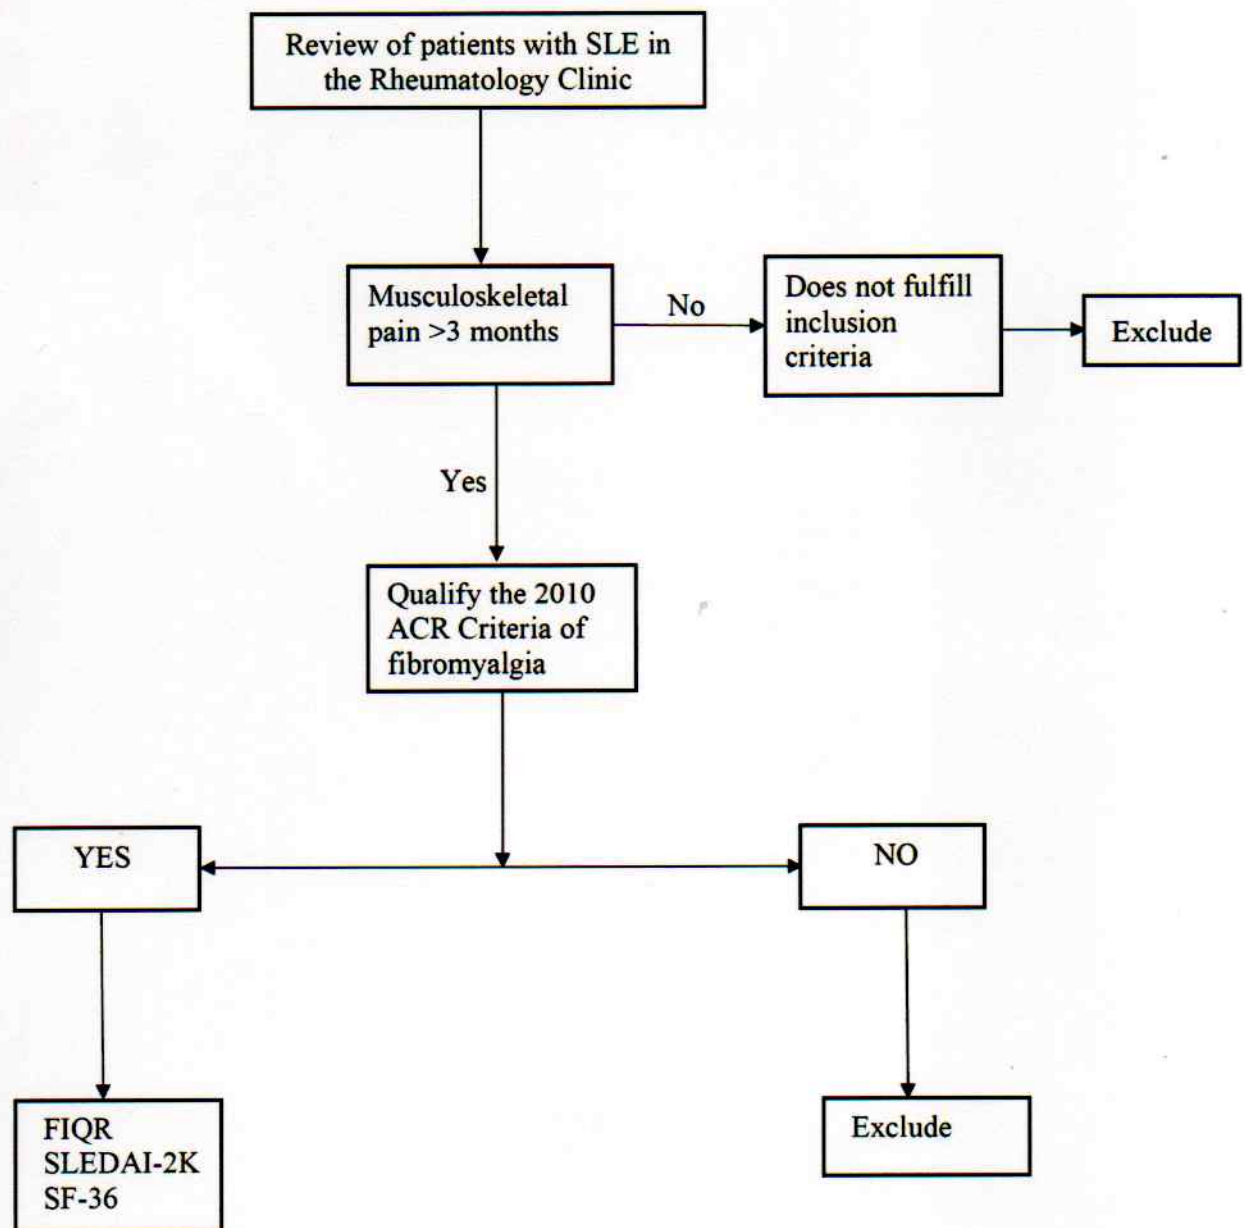 Review of patients with SLE in
the Rheumatology Clinic
Musculoskeletal
pain >3 months
No
Does not fulfill
inclusion
criteria
Exclude
Yes
Qualify the 2010
ACR Criteria of
fibromyalgia
YES
NO
FIQR
SLEDAI-2K
SF-36
Exclude